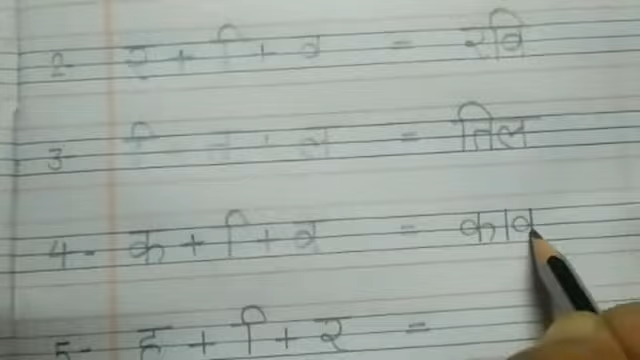 2- र + ि + व = रवि
3- ि + त + ल = तिल
4- क + ि + व = काव
5- ह + ि + र =